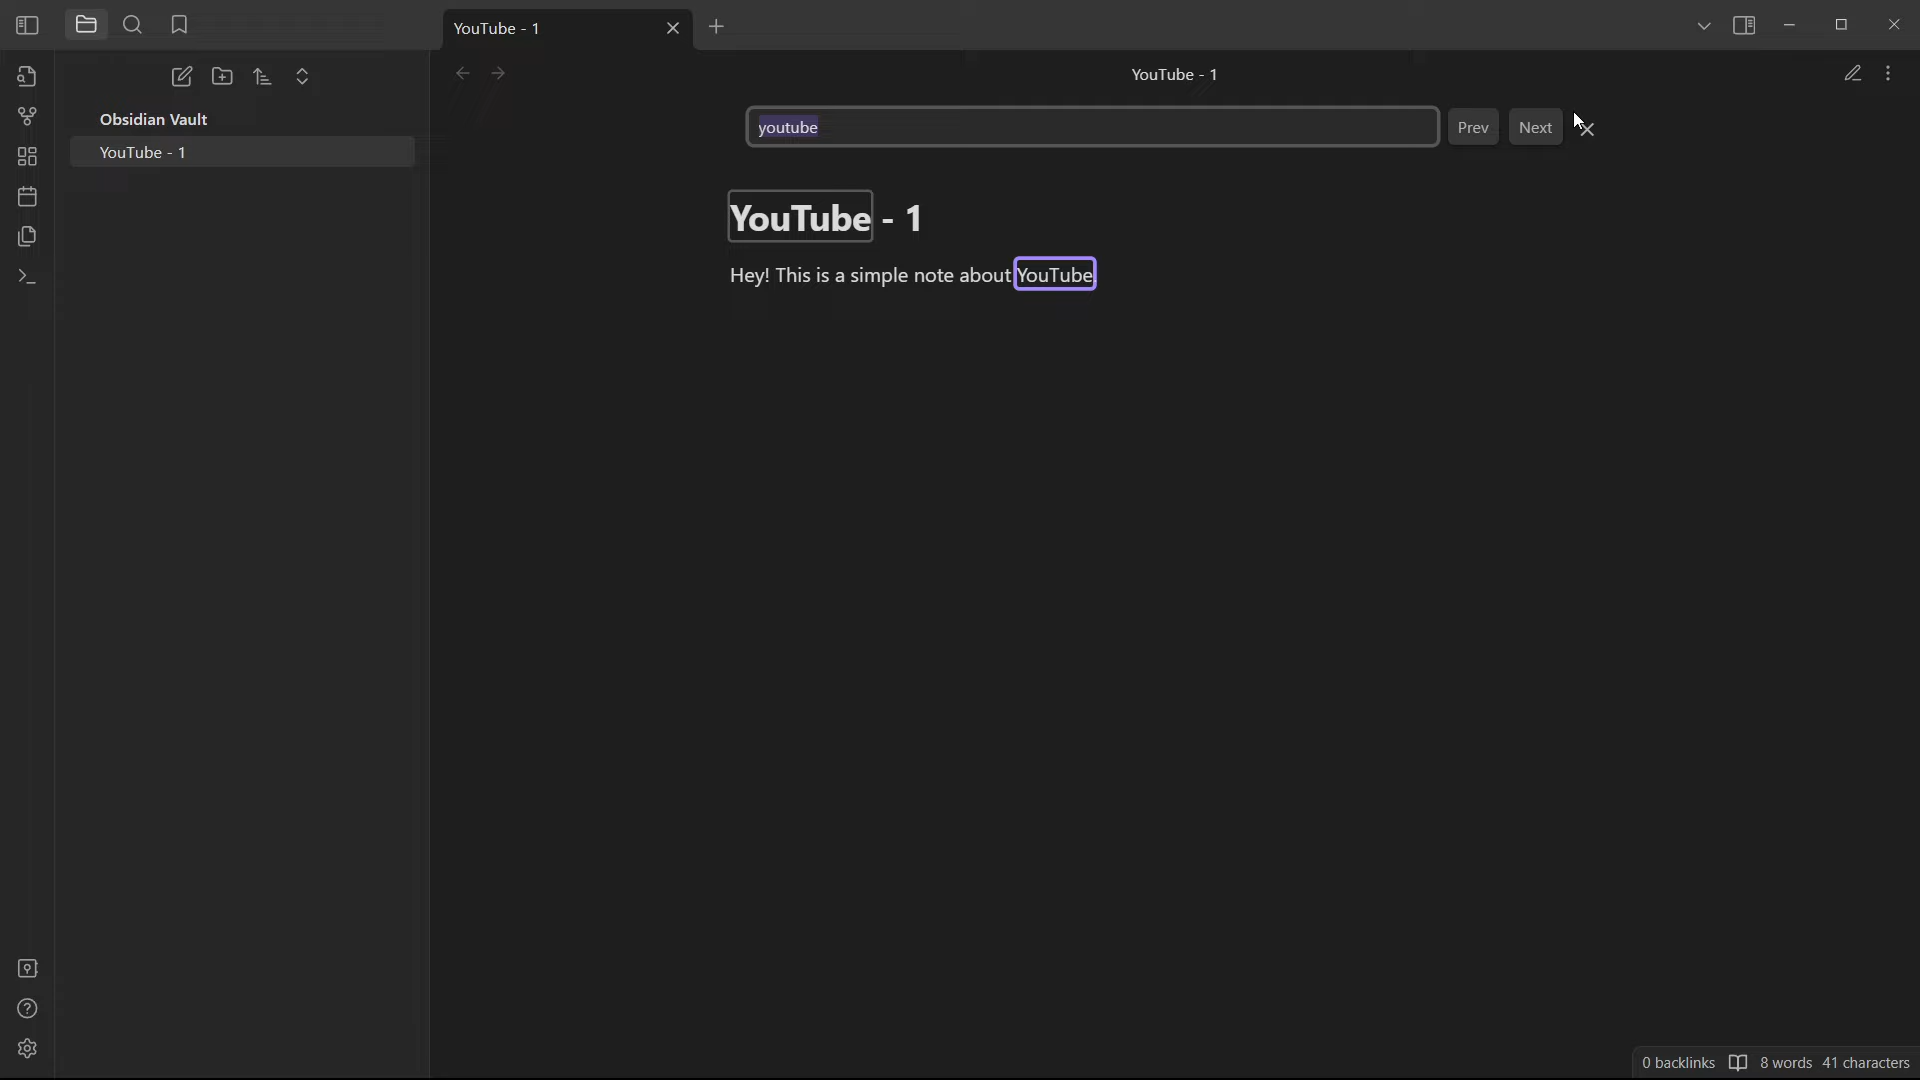 YouTube - 1
YouTube - 1
Obsidian Vault
YouTube - 1
youtube
Prev
Next
YouTube - 1
Hey! This is a simple note about YouTube.
0 backlinks
8 words 41 characters